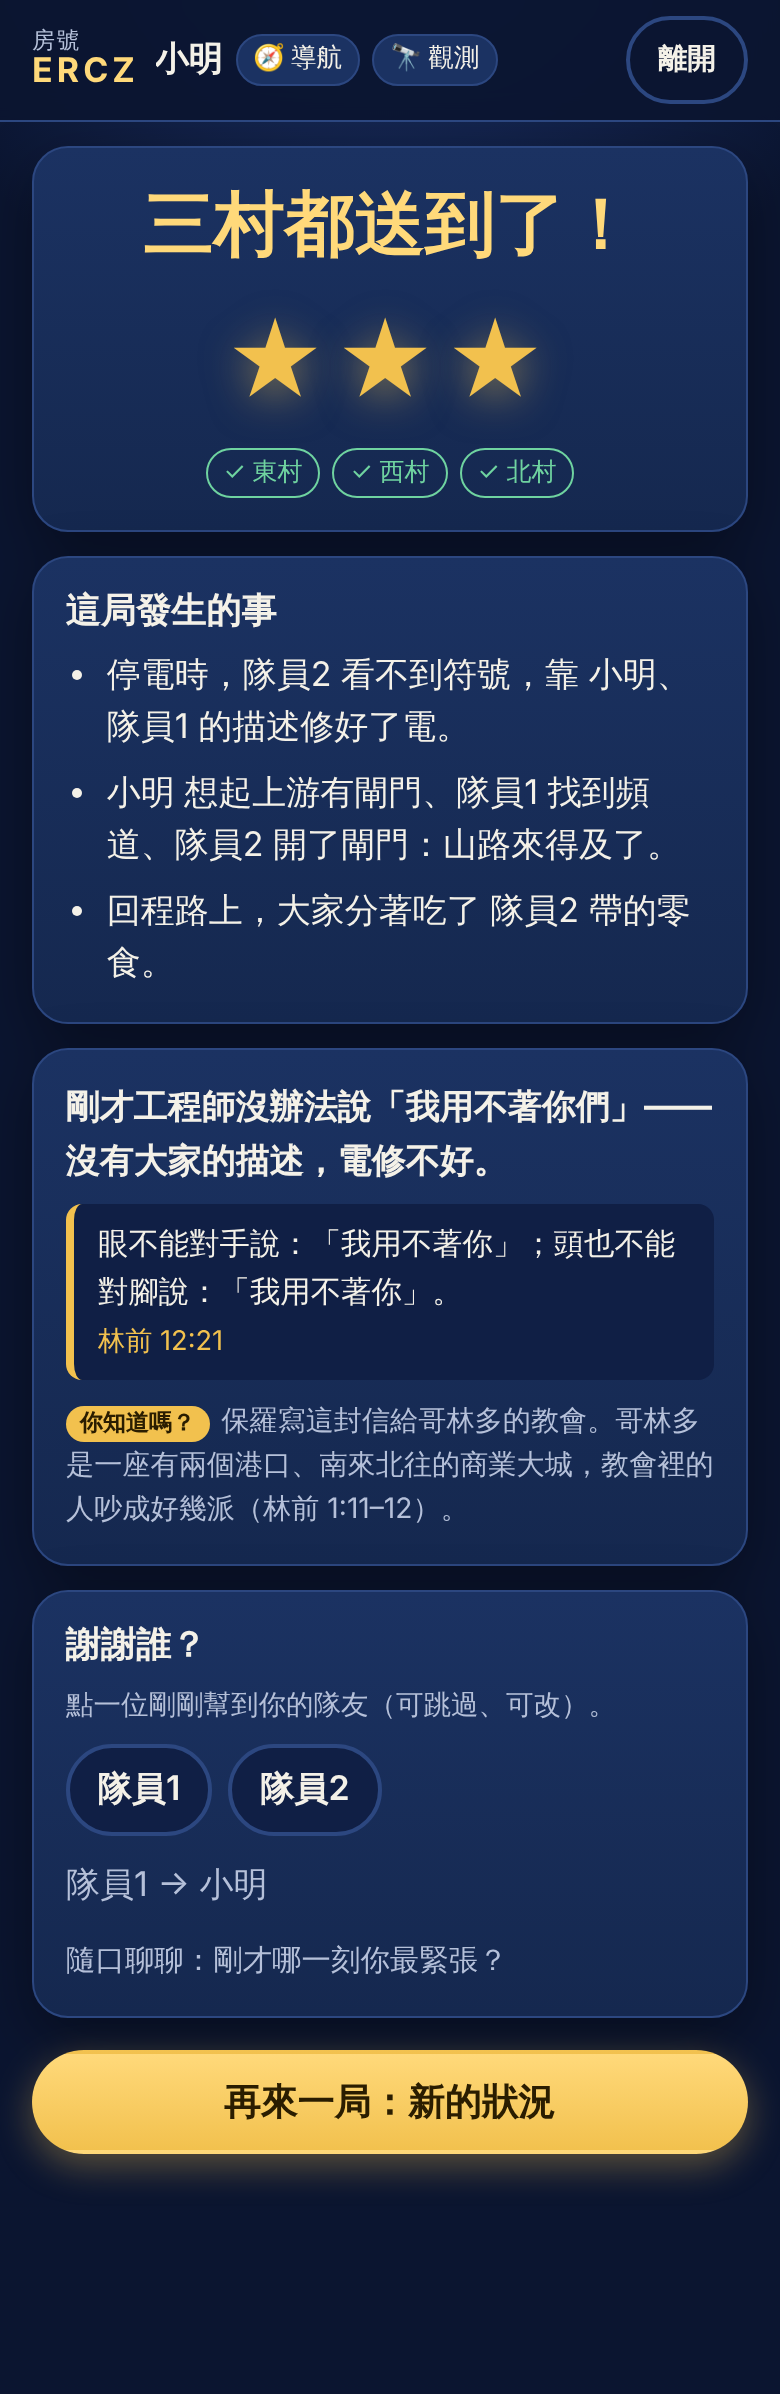 房號
ERCZ
小明
🧭 導航
🔭 觀測
離開
三村都送到了！
★★★
✓ 東村
✓ 西村
✓ 北村
這局發生的事
• 停電時，隊員2 看不到符號，靠 小明、
隊員1 的描述修好了電。
• 小明 想起上游有閘門、隊員1 找到頻
道、隊員2 開了閘門：山路來得及了。
• 回程路上，大家分著吃了 隊員2 帶的零
食。
剛才工程師沒辦法說「我用不著你們」——
沒有大家的描述，電修不好。
眼不能對手說：「我用不著你」；頭也不能
對腳說：「我用不著你」。
林前 12:21
你知道嗎？ 保羅寫這封信給哥林多的教會。哥林多
是一座有兩個港口、南來北往的商業大城，教會裡的
人吵成好幾派（林前 1:11–12）。
謝謝誰？
點一位剛剛幫到你的隊友（可跳過、可改）。
隊員1
隊員2
隊員1 → 小明
隨口聊聊：剛才哪一刻你最緊張？
再來一局：新的狀況